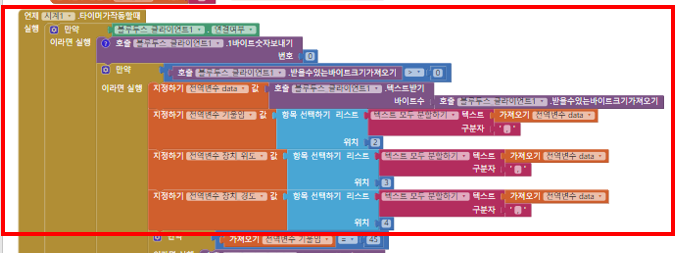 언제 시계1 .타이머가작동할때
실행 만약 블루투스 클라이언트1 . 연결여부
이라면 실행 호출 블루투스 클라이언트1 .1바이트숫자보내기
번호 0
만약 호출 블루투스 클라이언트1 .받을수있는바이트크기가져오기 > 0
이라면 실행 지정하기 전역변수 data 값 호출 블루투스 클라이언트1 .텍스트받기
바이트수 호출 블루투스 클라이언트1 .받을수있는바이트크기가져오기
지정하기 전역변수 기울임 값 항목 선택하기 리스트 텍스트 모두 분할하기 텍스트 가져오기 전역변수 data
구분자 " , "
위치 2
지정하기 전역변수 장치 위도 값 항목 선택하기 리스트 텍스트 모두 분할하기 텍스트 가져오기 전역변수 data
구분자 " , "
위치 3
지정하기 전역변수 장치 경도 값 항목 선택하기 리스트 텍스트 모두 분할하기 텍스트 가져오기 전역변수 data
구분자 " , "
위치 4
만약 가져오기 전역변수 기울임 = 45